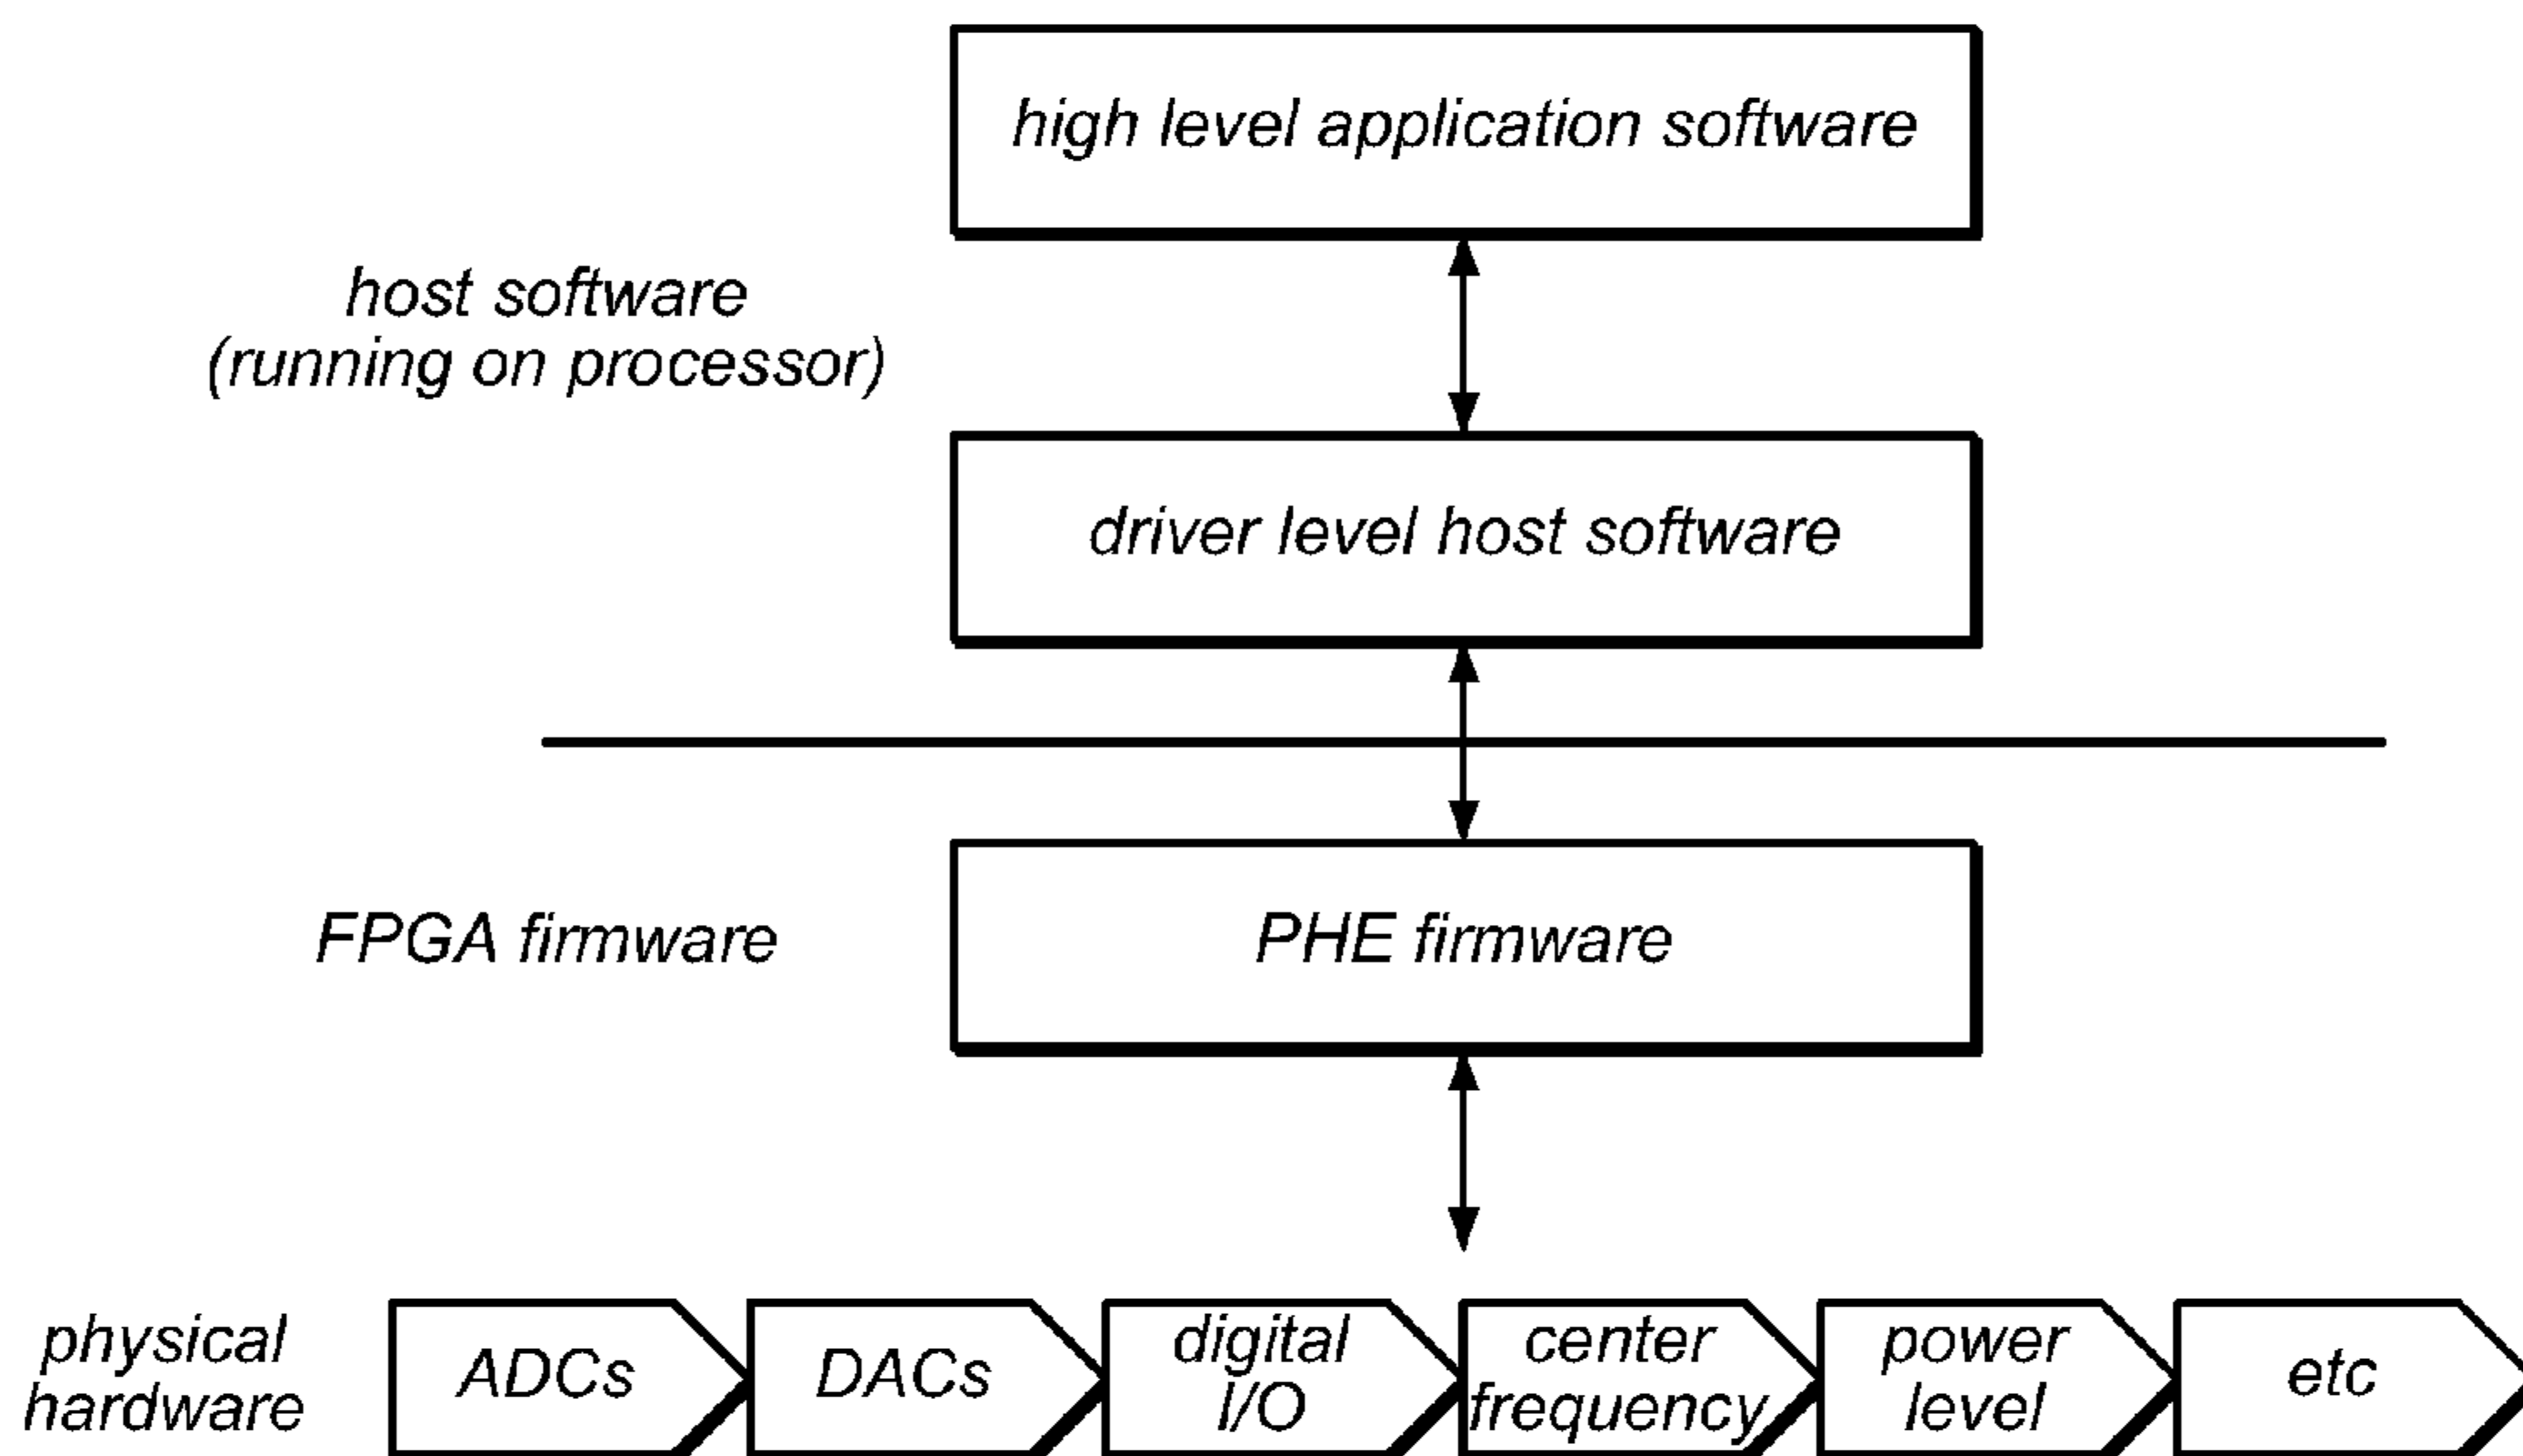 high level application software
host software
(running on processor)
driver level host software
FPGA firmware
PHE firmware
physical
hardware
ADCs
DACs
digital
I/O
center
frequency
power
level
etc